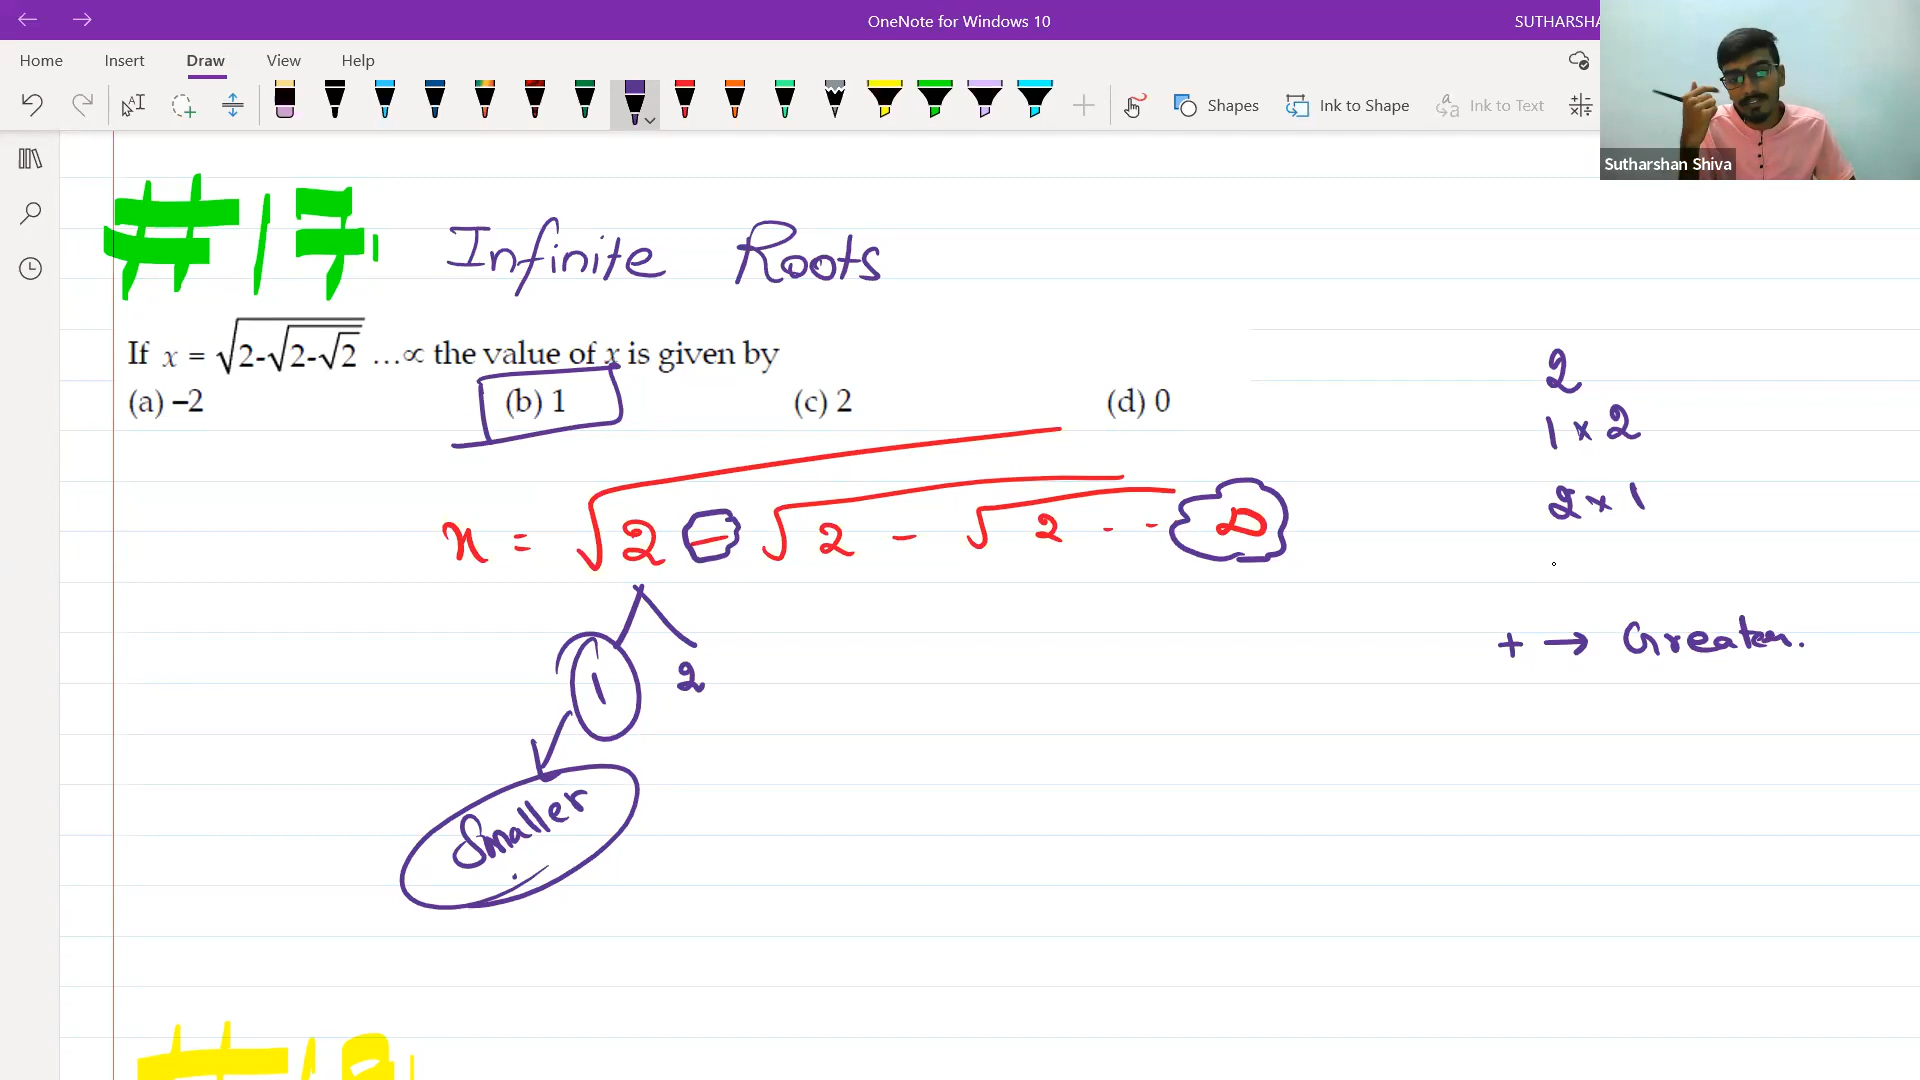 OneNote for Windows 10
SUTHARSHA
Home Insert Draw View Help
Shapes Ink to Shape Ink to Text
Sutharshan Shiva
#17.
Infinite Roots
If x = √2-√2-√2 ...∝ the value of x is given by
(a) –2 (b) 1 (c) 2 (d) 0
2
1 × 2
2 × 1
x = √2 - √2 - √2 ... ∞
1 2
+ → Greater.
Smaller